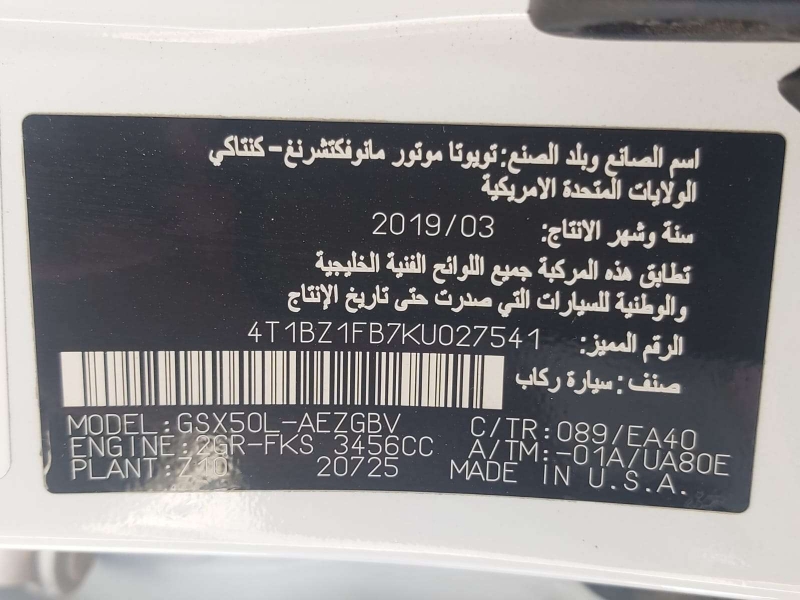 اسم الصانع وبلد الصنع: تويوتا موتور مانوفكتشرنغ- كنتاكي
الولايات المتحدة الامريكية
سنة وشهر الانتاج: 2019/03
تطابق هذه المركبة جميع اللوائح الفنية الخليجية
والوطنية للسيارات التي صدرت حتى تاريخ الإنتاج
الرقم المميز: 4T1BZ1FB7KU027541
صنف: سيارة ركاب
MODEL:GSX50L-AEZGBV C/TR:089/EA40
ENGINE:2GR-FKS 3456CC A/TM:-01A/UA80E
PLANT:Z10 20725 MADE IN U.S.A.